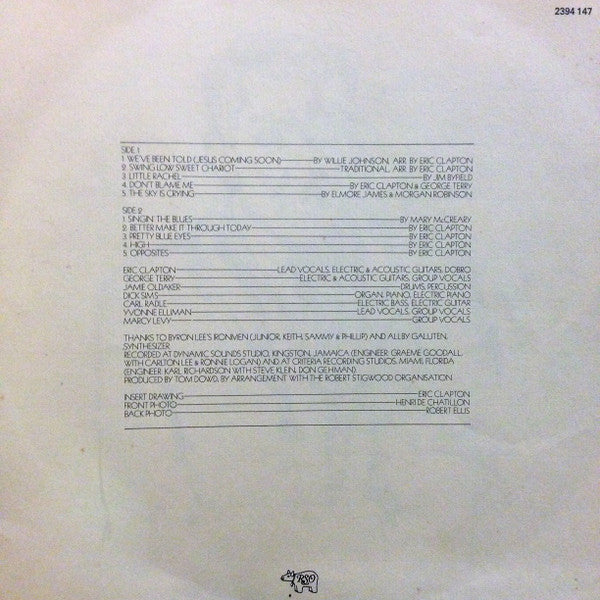 2394 147
SIDE 1
1 WE'VE BEEN TOLD (JESUS COMING SOON) BY WILLIE JOHNSON, ARR. BY ERIC CLAPTON
2. SWING LOW SWEET CHARIOT TRADITIONAL, ARR. BY ERIC CLAPTON
3. LITTLE RACHEL BY JIM BYFIELD
4. DON'T BLAME ME BY ERIC CLAPTON & GEORGE TERRY
5. THE SKY IS CRYING BY ELMORE JAMES & MORGAN ROBINSON
SIDE 2
1. SINGIN' THE BLUES BY MARY McCREARY
2. BETTER MAKE IT THROUGH TODAY BY ERIC CLAPTON
3. PRETTY BLUE EYES BY ERIC CLAPTON
4. HIGH BY ERIC CLAPTON
5. OPPOSITES BY ERIC CLAPTON
ERIC CLAPTON LEAD VOCALS, ELECTRIC & ACOUSTIC GUITARS, DOBRO
GEORGE TERRY ELECTRIC & ACOUSTIC GUITARS, GROUP VOCALS
JAMIE OLDAKER DRUMS, PERCUSSION
DICK SIMS ORGAN, PIANO, ELECTRIC PIANO
CARL RADLE ELECTRIC BASS, ELECTRIC GUITAR
YVONNE ELLIMAN LEAD VOCALS, GROUP VOCALS
MARCY LEVY GROUP VOCALS
THANKS TO BYRON LEE'S RONMEN (JUNIOR, KEITH, SAMMY & PHILLIP) AND ALLBY GALUTEN,
SYNTHESIZER
RECORDED AT DYNAMIC SOUNDS STUDIO, KINGSTON, JAMAICA (ENGINEER: GRAEME GOODALL,
WITH CARLTON LEE & RONNIE LOGAN) AND AT CRITERIA RECORDING STUDIOS, MIAMI, FLORIDA
(ENGINEER: KARL RICHARDSON WITH STEVE KLEIN, DON GEHMAN)
PRODUCED BY TOM DOWD, BY ARRANGEMENT WITH THE ROBERT STIGWOOD ORGANISATION
INSERT DRAWING ERIC CLAPTON
FRONT PHOTO HENRI DE CHATILLON
BACK PHOTO ROBERT ELLIS
RSO